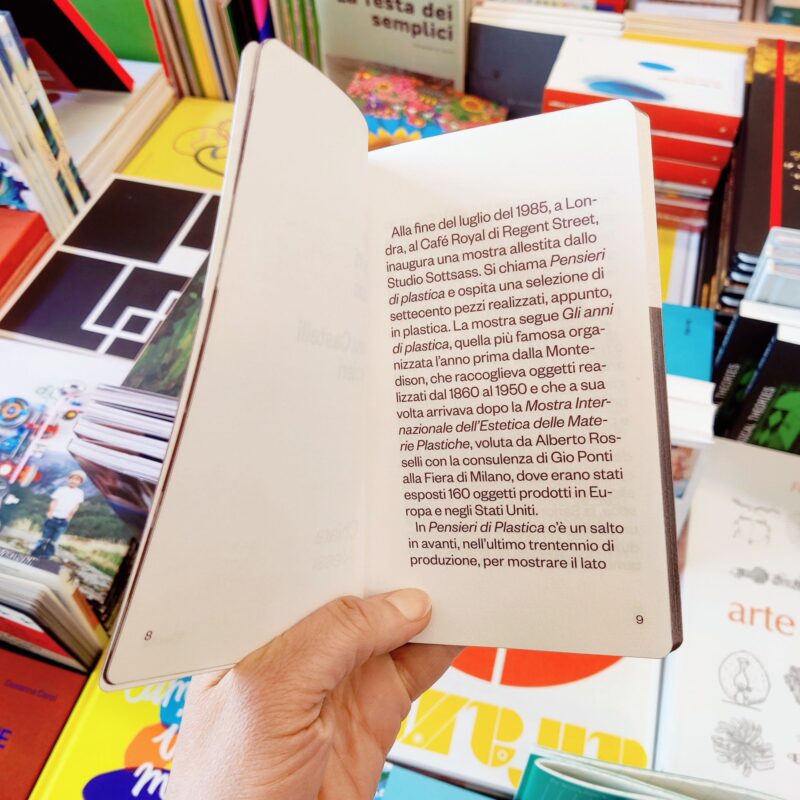 La Festa dei
semplici
Alla fine del luglio del 1985, a Lon-
dra, al Café Royal di Regent Street,
inaugura una mostra allestita dallo
Studio Sottsass. Si chiama Pensieri
di plastica e ospita una selezione di
settecento pezzi realizzati, appunto,
in plastica. La mostra segue Gli anni
di plastica, quella più famosa orga-
nizzata l'anno prima dalla Monte-
dison, che raccoglieva oggetti rea-
lizzati dal 1860 al 1950 e che a sua
volta arrivava dopo la Mostra Inter-
nazionale dell'Estetica delle Mate-
rie Plastiche, voluta da Alberto Ros-
selli con la consulenza di Gio Ponti
alla Fiera di Milano, dove erano stati
esposti 160 oggetti prodotti in Eu-
ropa e negli Stati Uniti.
In Pensieri di Plastica c'è un salto
in avanti, nell'ultimo trentennio di
produzione, per mostrare il lato
8
9
arte